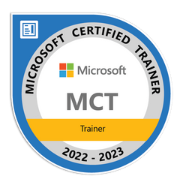 MICROSOFT CERTIFIED TRAINER
Microsoft
MCT
Trainer
2022 - 2023